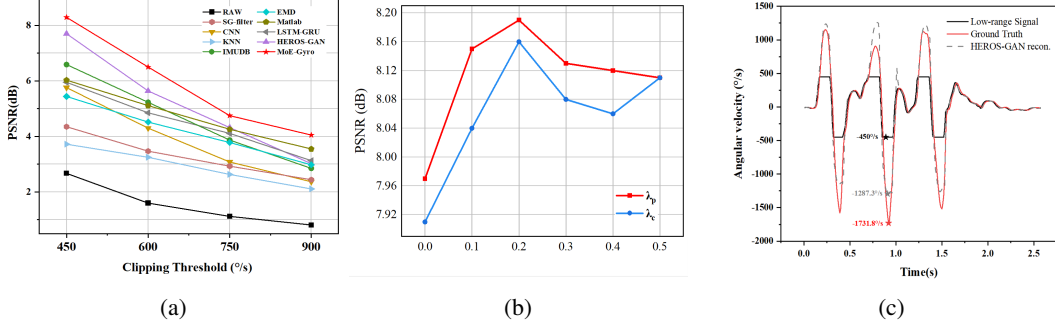 8
6
4
2
PSNR(dB)
RAW
SG-filter
CNN
KNN
IMUDB
EMD
Matlab
LSTM-GRU
HEROS-GAN
MoE-Gyro
450
600
750
900
Clipping Threshold (°/s)
(a)
8.20
8.16
8.12
8.08
8.04
8.00
7.96
7.92
PSNR (dB)
λp
λc
0.0
0.1
0.2
0.3
0.4
0.5
(b)
1500
1000
500
0
-500
-1000
-1500
-2000
Angular velocity(°/s)
Low-range Signal
Ground Truth
HEROS-GAN recon.
-450°/s
-1287.3°/s
-1731.8°/s
0.0
0.5
1.0
1.5
2.0
2.5
Time(s)
(c)